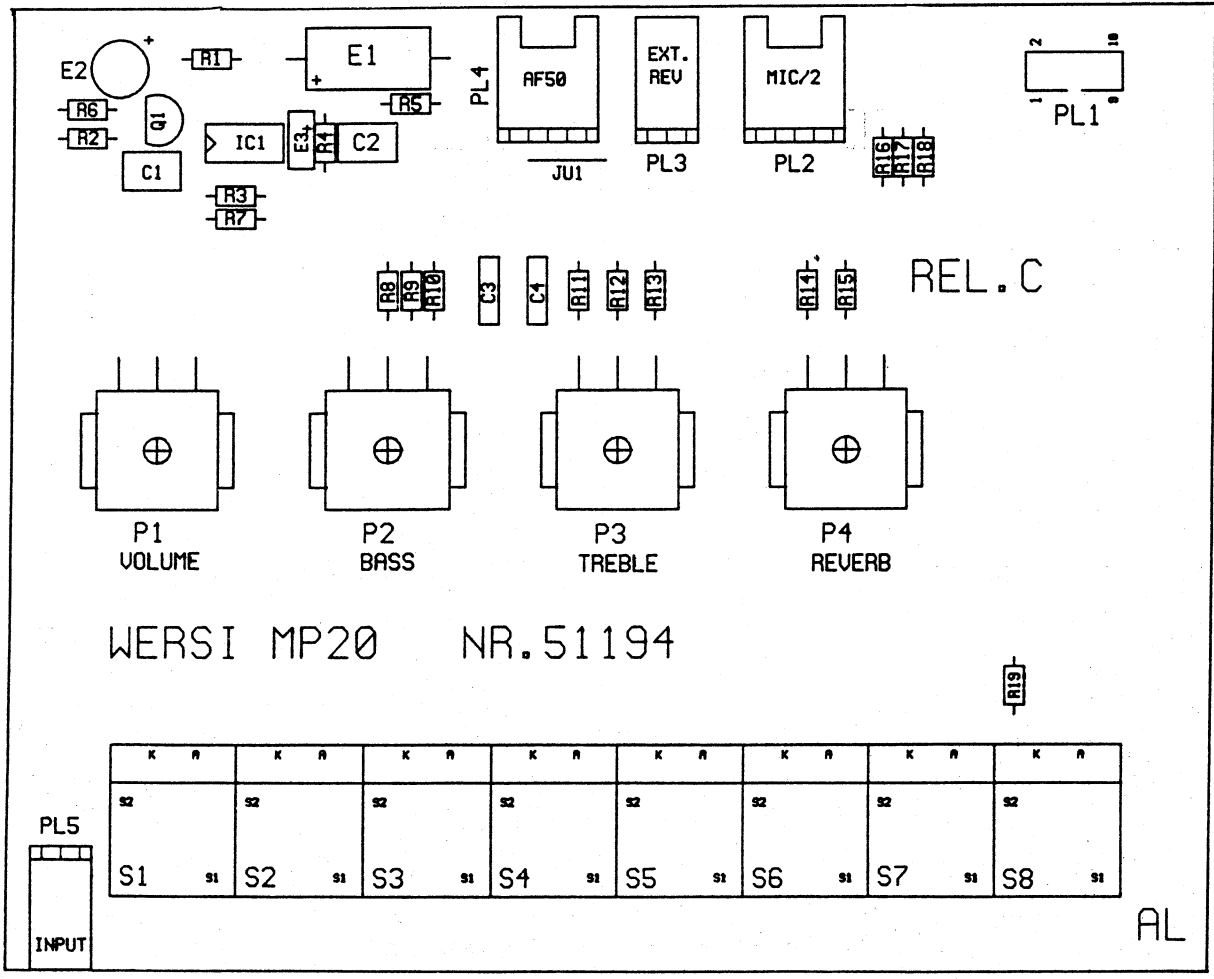 E2 +
R1
E1
+
PL4
AF50
EXT.
REV
MIC/2
2 10
1 9
PL1
R6
R2
Q1
R5
IC1
E3 +
R4
C2
C1
JU1
PL3
PL2
R16
R17
R18
R3
R7
R8
R9
R10
C3
C4
R11
R12
R13
R14
+
R15
REL.C
P1
VOLUME
P2
BASS
P3
TREBLE
P4
REVERB
WERSI MP20 NR.51194
R19
K A K A K A K A K A K A K A K A
S2 S2 S2 S2 S2 S2 S2 S2
PL5
S1 S1 S2 S1 S3 S1 S4 S1 S5 S1 S6 S1 S7 S1 S8 S1
INPUT
AL